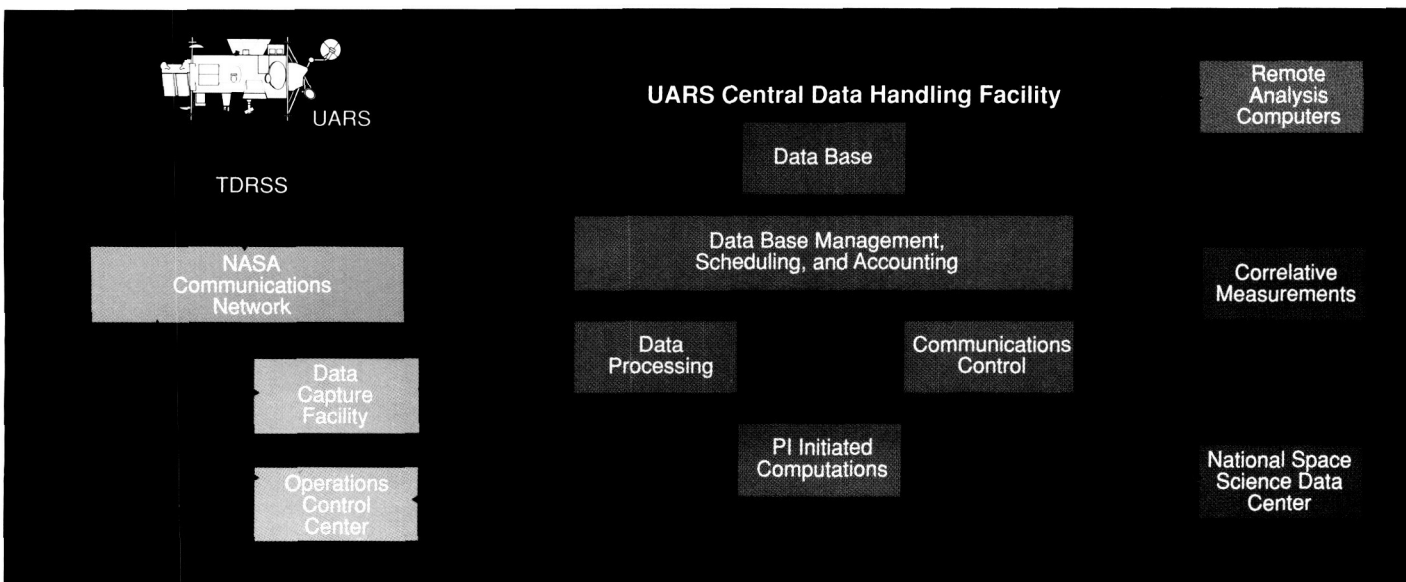 UARS
TDRSS
NASA
Communications
Network
Data
Capture
Facility
Operations
Control
Center
UARS Central Data Handling Facility
Data Base
Data Base Management,
Scheduling, and Accounting
Data
Processing
Communications
Control
PI Initiated
Computations
Remote
Analysis
Computers
Correlative
Measurements
National Space
Science Data
Center